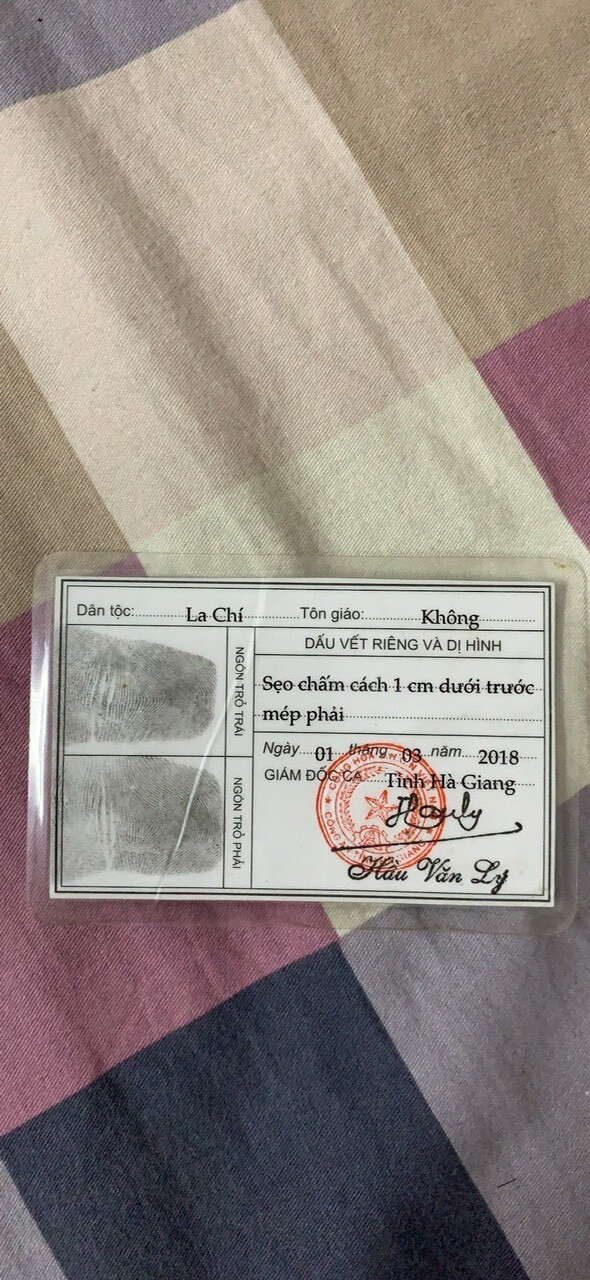 Dân tộc: La Chí Tôn giáo: Không
NGÓN TRỎ TRÁI
NGÓN TRỎ PHẢI
DẤU VẾT RIÊNG VÀ DỊ HÌNH
Sẹo chấm cách 1 cm dưới trước
mép phải
Ngày 01 tháng 03 năm 2018
GIÁM ĐỐC CA Tỉnh Hà Giang
Hầu Văn Lý